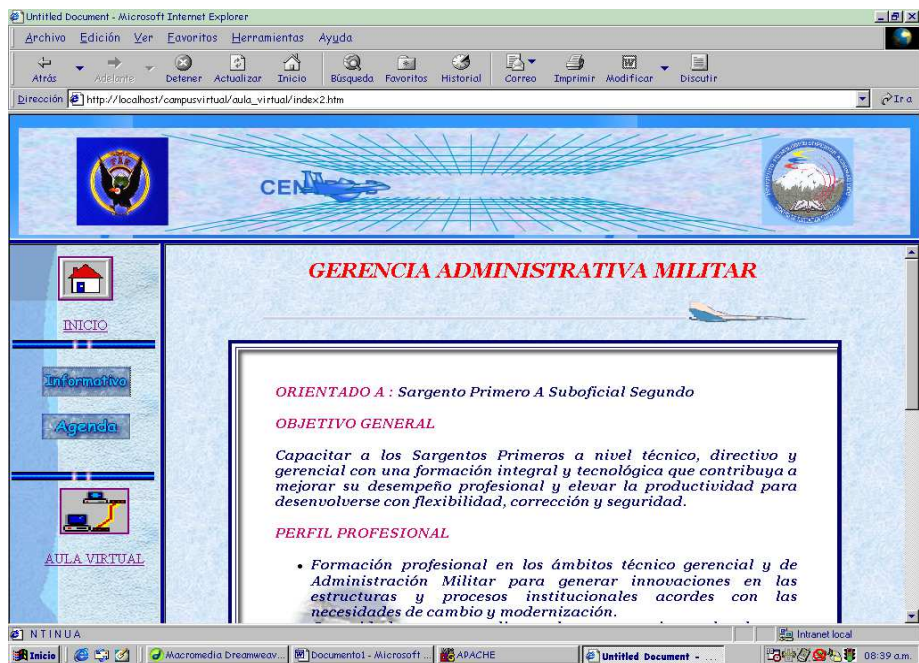 Untitled Document - Microsoft Internet Explorer
Archivo Edición Ver Favoritos Herramientas Ayuda
Atrás Adelante Detener Actualizar Inicio Búsqueda Favoritos Historial Correo Imprimir Modificar Discutir
Dirección http://localhost/campusvirtual/aula_virtual/index2.htm Ir a
FAE
CEN
GERENCIA ADMINISTRATIVA MILITAR
INICIO
Informativo
Agenda
AULA VIRTUAL
ORIENTADO A : Sargento Primero A Suboficial Segundo
OBJETIVO GENERAL
Capacitar a los Sargentos Primeros a nivel técnico, directivo y
gerencial con una formación integral y tecnológica que contribuya a
mejorar su desempeño profesional y elevar la productividad para
desenvolverse con flexibilidad, corrección y seguridad.
PERFIL PROFESIONAL
• Formación profesional en los ámbitos técnico gerencial y de
Administración Militar para generar innovaciones en las
estructuras y procesos institucionales acordes con las
necesidades de cambio y modernización.
N T I N U A
Intranet local
Inicio Macromedia Dreamweav... Documento1 - Microsoft ... APACHE Untitled Document - ... 08:39 a.m.